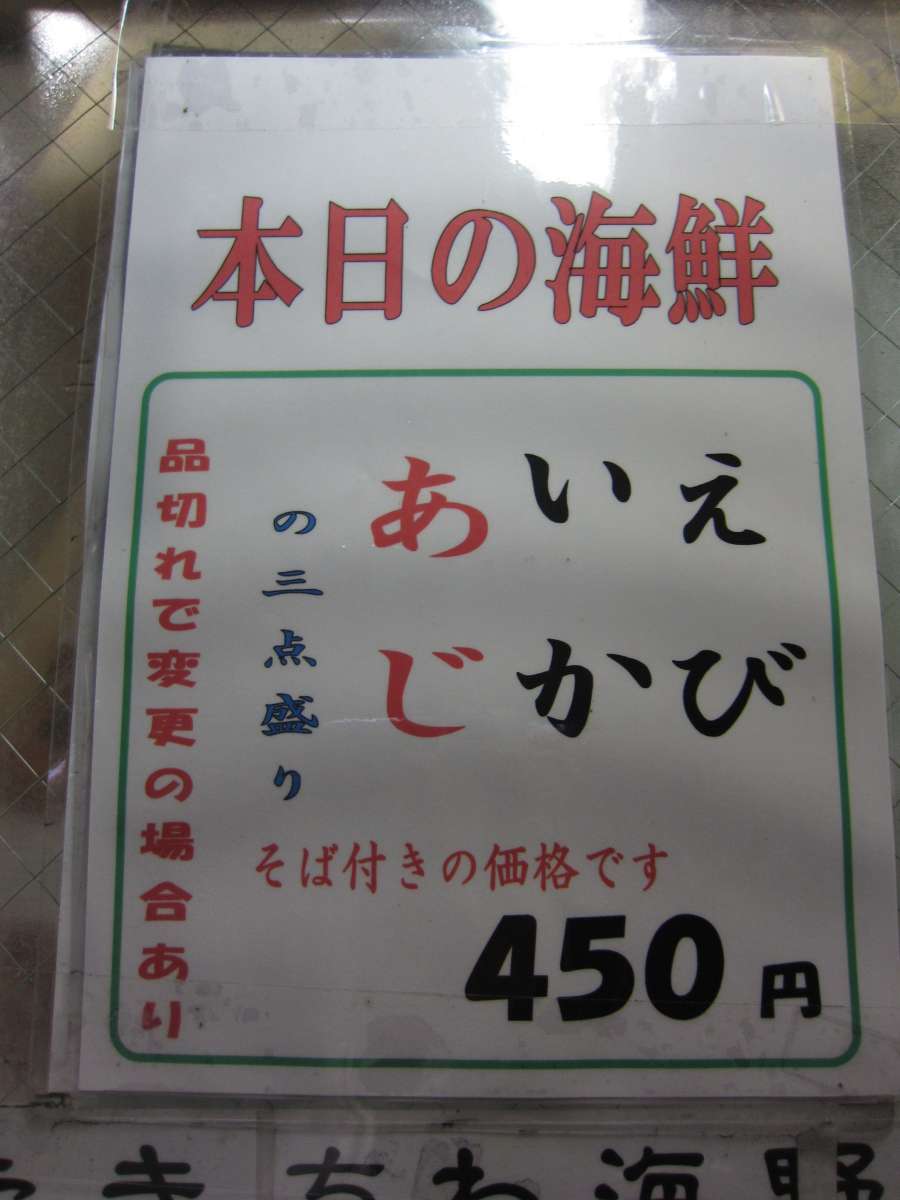 本日の海鮮
えび
いか
あじ
の三点盛り
品切れで変更の場合あり
そば付きの価格です
450円